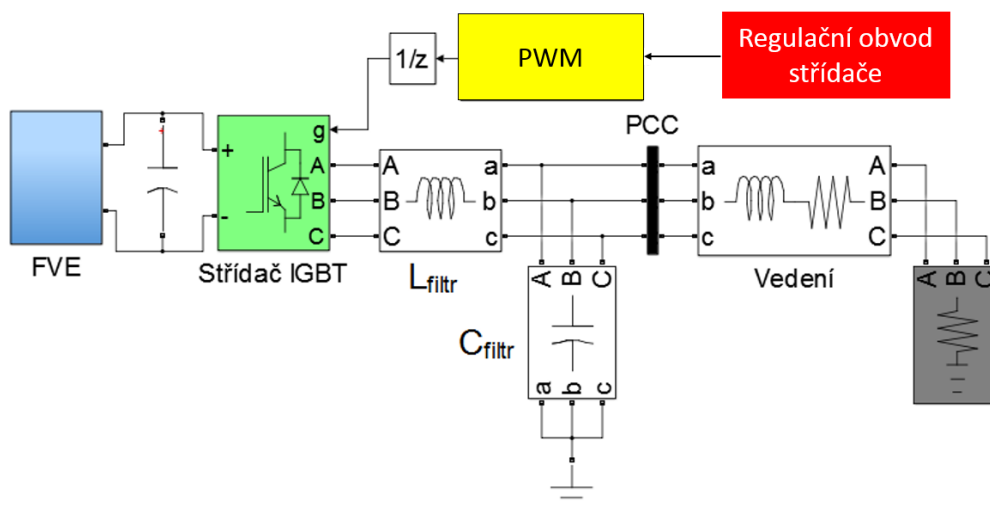 Regulační obvod
střídače
PWM
1/z
PCC
g
+
-
A
B
C
A
B
C
a
b
c
a
b
c
A
B
C
FVE
Střídač IGBT
Lfiltr
Vedení
A B C
A B C
Cfiltr
a b c